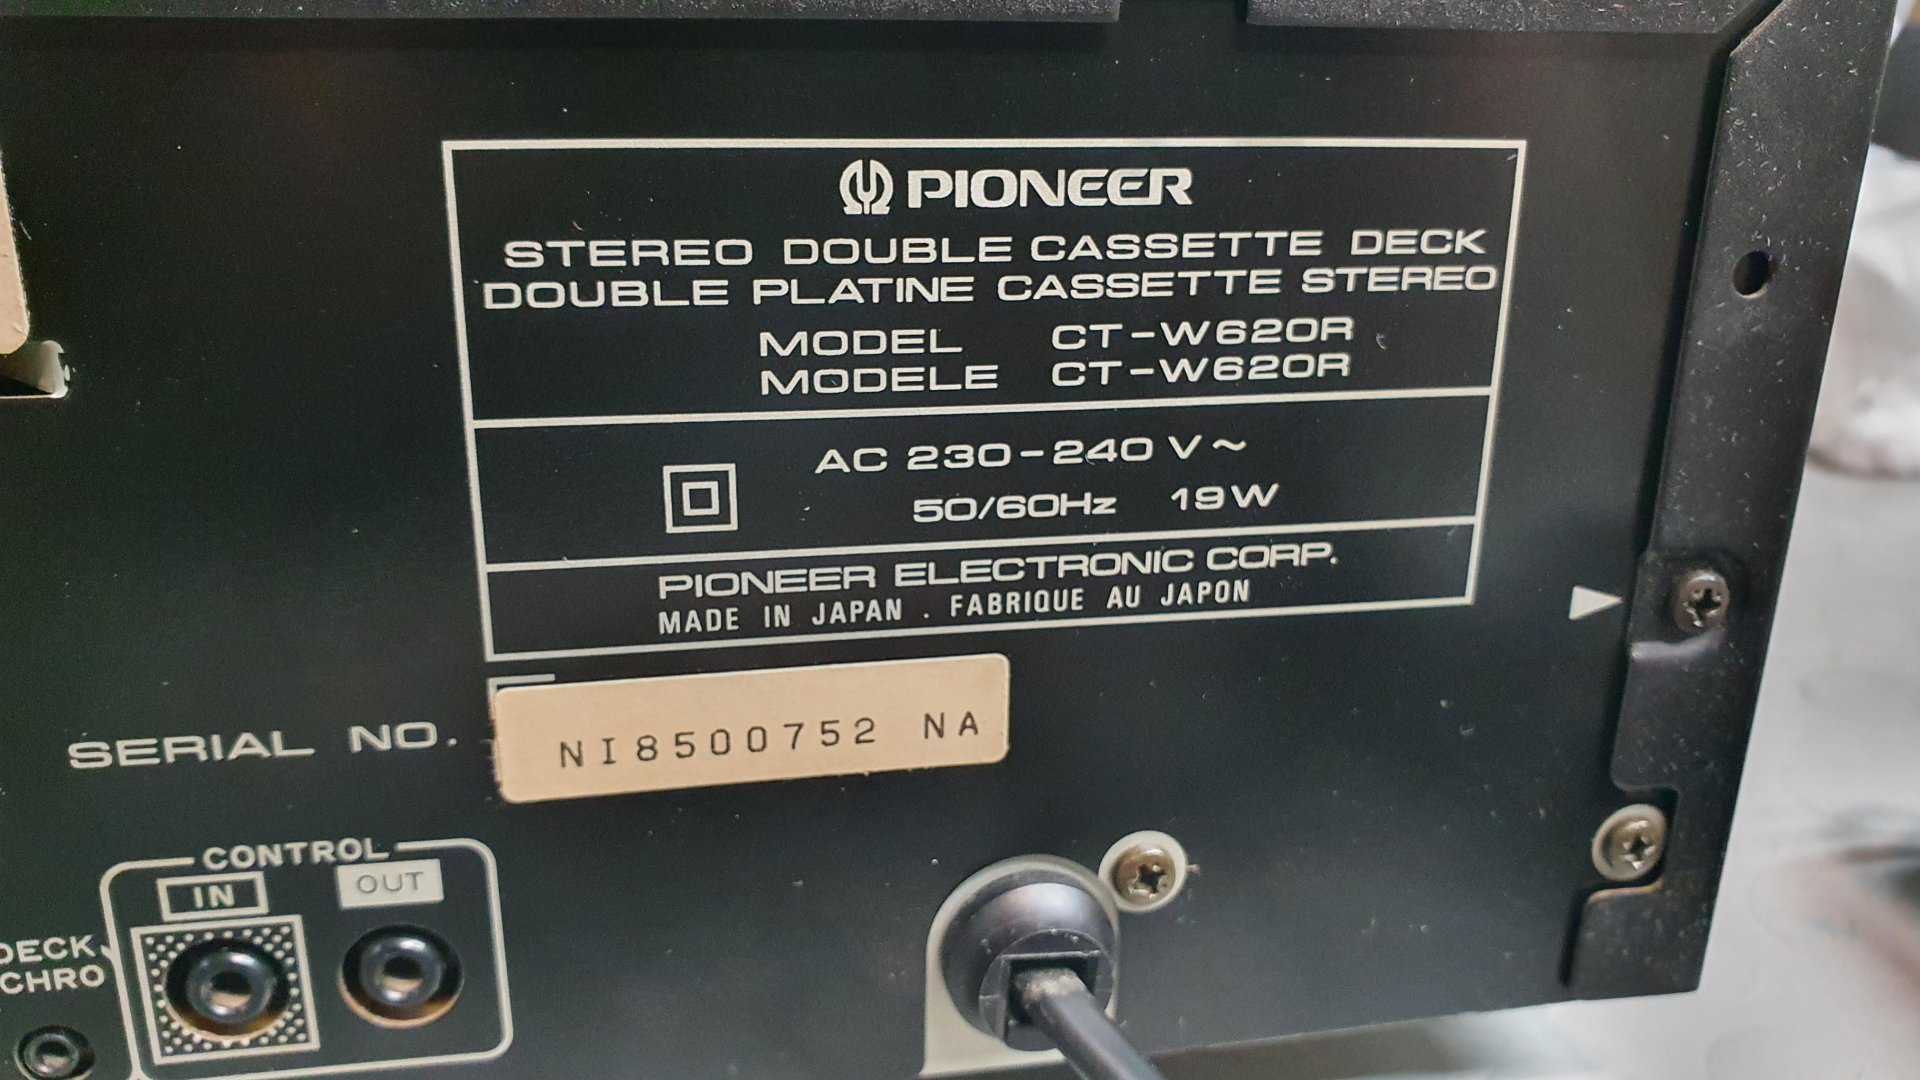 PIONEER
STEREO DOUBLE CASSETTE DECK
DOUBLE PLATINE CASSETTE STEREO
MODEL CT-W620R
MODELE CT-W620R
AC 230-240 V~
50/60Hz 19W
PIONEER ELECTRONIC CORP.
MADE IN JAPAN . FABRIQUE AU JAPON
SERIAL NO. NI8500752 NA
CONTROL
IN OUT
DECK
CHRO